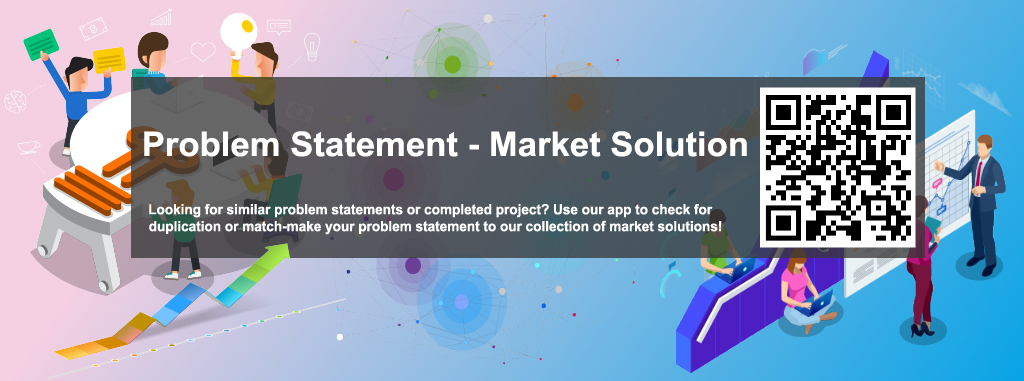 Problem Statement - Market Solution
Looking for similar problem statements or completed project? Use our app to check for
duplication or match-make your problem statement to our collection of market solutions!